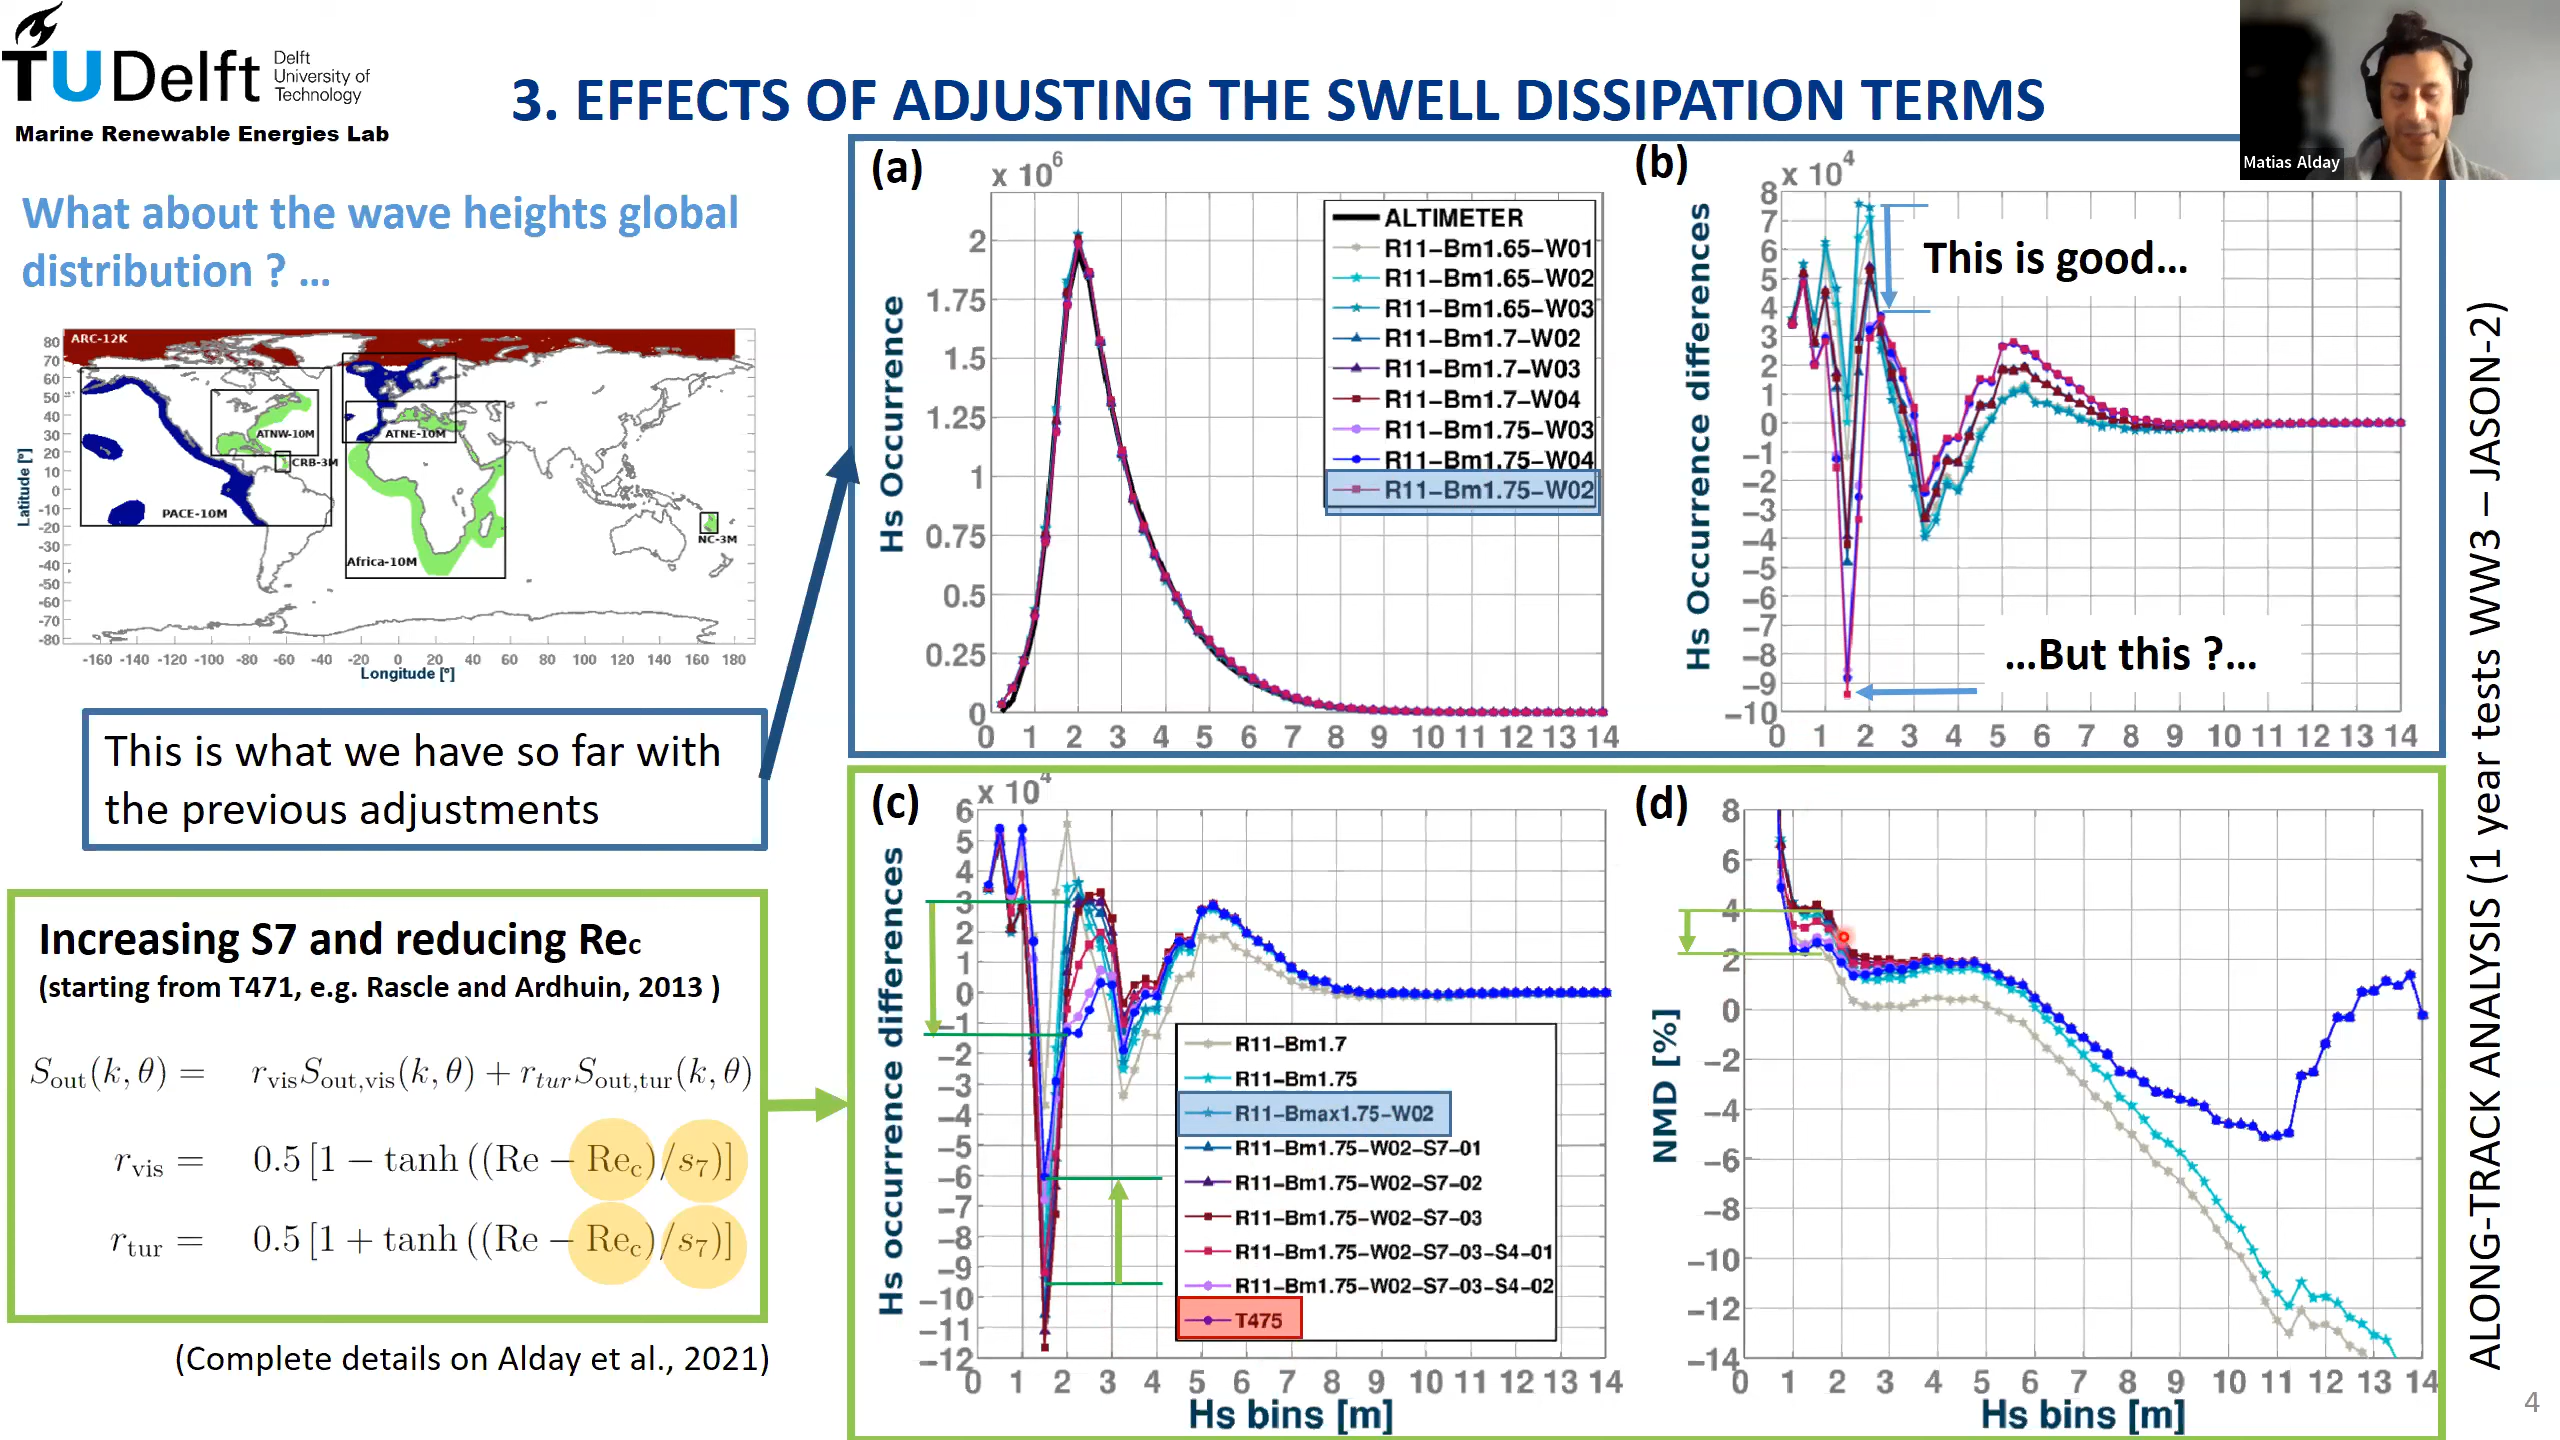 TU Delft
Delft
University of
Technology
Marine Renewable Energies Lab
3. EFFECTS OF ADJUSTING THE SWELL DISSIPATION TERMS
Matias Alday
What about the wave heights global
distribution ? ...
ARC-12K
ATNW-10M
ATNE-10M
CRB-3M
PACE-10M
Africa-10M
NC-3M
Latitude [°]
80
70
60
50
40
30
20
10
0
-10
-20
-30
-40
-50
-60
-70
-80
-160 -140 -120 -100 -80 -60 -40 -20 0 20 40 60 80 100 120 140 160 180
Longitude [°]
This is what we have so far with
the previous adjustments
Increasing S7 and reducing Rec
(starting from T471, e.g. Rascle and Ardhuin, 2013 )
S_out(k, θ) = r_vis S_out,vis(k, θ) + r_tur S_out,tur(k, θ)
r_vis = 0.5 [1 − tanh ((Re − Re_c)/s_7)]
r_tur = 0.5 [1 + tanh ((Re − Re_c)/s_7)]
(Complete details on Alday et al., 2021)
(a)
x 10^6
Hs Occurrence
2
1.75
1.5
1.25
1
0.75
0.5
0.25
0
0 1 2 3 4 5 6 7 8 9 10 11 12 13 14
ALTIMETER
R11−Bm1.65−W01
R11−Bm1.65−W02
R11−Bm1.65−W03
R11−Bm1.7−W02
R11−Bm1.7−W03
R11−Bm1.7−W04
R11−Bm1.75−W03
R11−Bm1.75−W04
R11−Bm1.75−W02
(b)
x 10^4
Hs Occurrence differences
8
7
6
5
4
3
2
1
0
−1
−2
−3
−4
−5
−6
−7
−8
−9
−10
0 1 2 3 4 5 6 7 8 9 10 11 12 13 14
This is good...
...But this ?...
(c)
x 10^4
Hs occurrence differences
6
5
4
3
2
1
0
−1
−2
−3
−4
−5
−6
−7
−8
−9
−10
−11
−12
0 1 2 3 4 5 6 7 8 9 10 11 12 13 14
Hs bins [m]
R11−Bm1.7
R11−Bm1.75
R11−Bmax1.75−W02
R11−Bm1.75−W02−S7−01
R11−Bm1.75−W02−S7−02
R11−Bm1.75−W02−S7−03
R11−Bm1.75−W02−S7−03−S4−01
R11−Bm1.75−W02−S7−03−S4−02
T475
(d)
NMD [%]
8
6
4
2
0
−2
−4
−6
−8
−10
−12
−14
0 1 2 3 4 5 6 7 8 9 10 11 12 13 14
Hs bins [m]
ALONG-TRACK ANALYSIS (1 year tests WW3 – JASON-2)
4